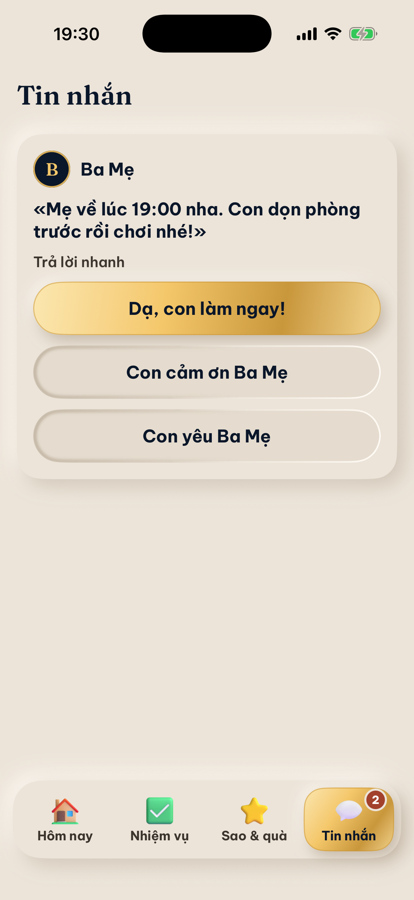 19:30
Tin nhắn
B
Ba Mẹ
«Mẹ về lúc 19:00 nha. Con dọn phòng
trước rồi chơi nhé!»
Trả lời nhanh
Dạ, con làm ngay!
Con cảm ơn Ba Mẹ
Con yêu Ba Mẹ
2
Hôm nay
Nhiệm vụ
Sao & quà
Tin nhắn